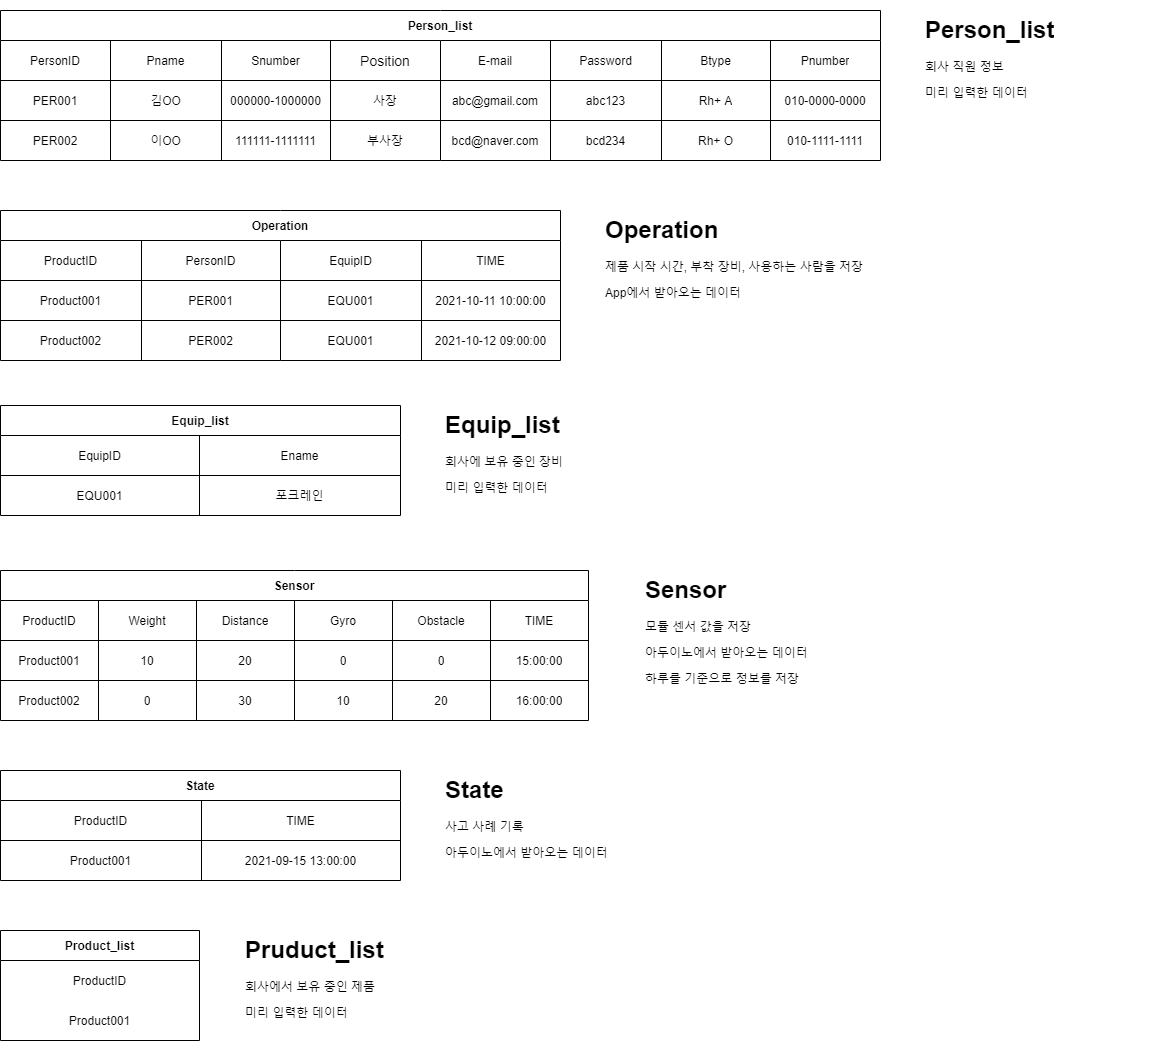 Person_list
PersonID Pname Snumber Position E-mail Password Btype Pnumber
PER001 김OO 000000-1000000 사장 abc@gmail.com abc123 Rh+ A 010-0000-0000
PER002 이OO 111111-1111111 부사장 bcd@naver.com bcd234 Rh+ O 010-1111-1111
Person_list
회사 직원 정보
미리 입력한 데이터
Operation
ProductID PersonID EquipID TIME
Product001 PER001 EQU001 2021-10-11 10:00:00
Product002 PER002 EQU001 2021-10-12 09:00:00
Operation
제품 시작 시간, 부착 장비, 사용하는 사람을 저장
App에서 받아오는 데이터
Equip_list
EquipID Ename
EQU001 포크레인
Equip_list
회사에 보유 중인 장비
미리 입력한 데이터
Sensor
ProductID Weight Distance Gyro Obstacle TIME
Product001 10 20 0 0 15:00:00
Product002 0 30 10 20 16:00:00
Sensor
모듈 센서 값을 저장
아두이노에서 받아오는 데이터
하루를 기준으로 정보를 저장
State
ProductID TIME
Product001 2021-09-15 13:00:00
State
사고 사례 기록
아두이노에서 받아오는 데이터
Product_list
ProductID
Product001
Pruduct_list
회사에서 보유 중인 제품
미리 입력한 데이터